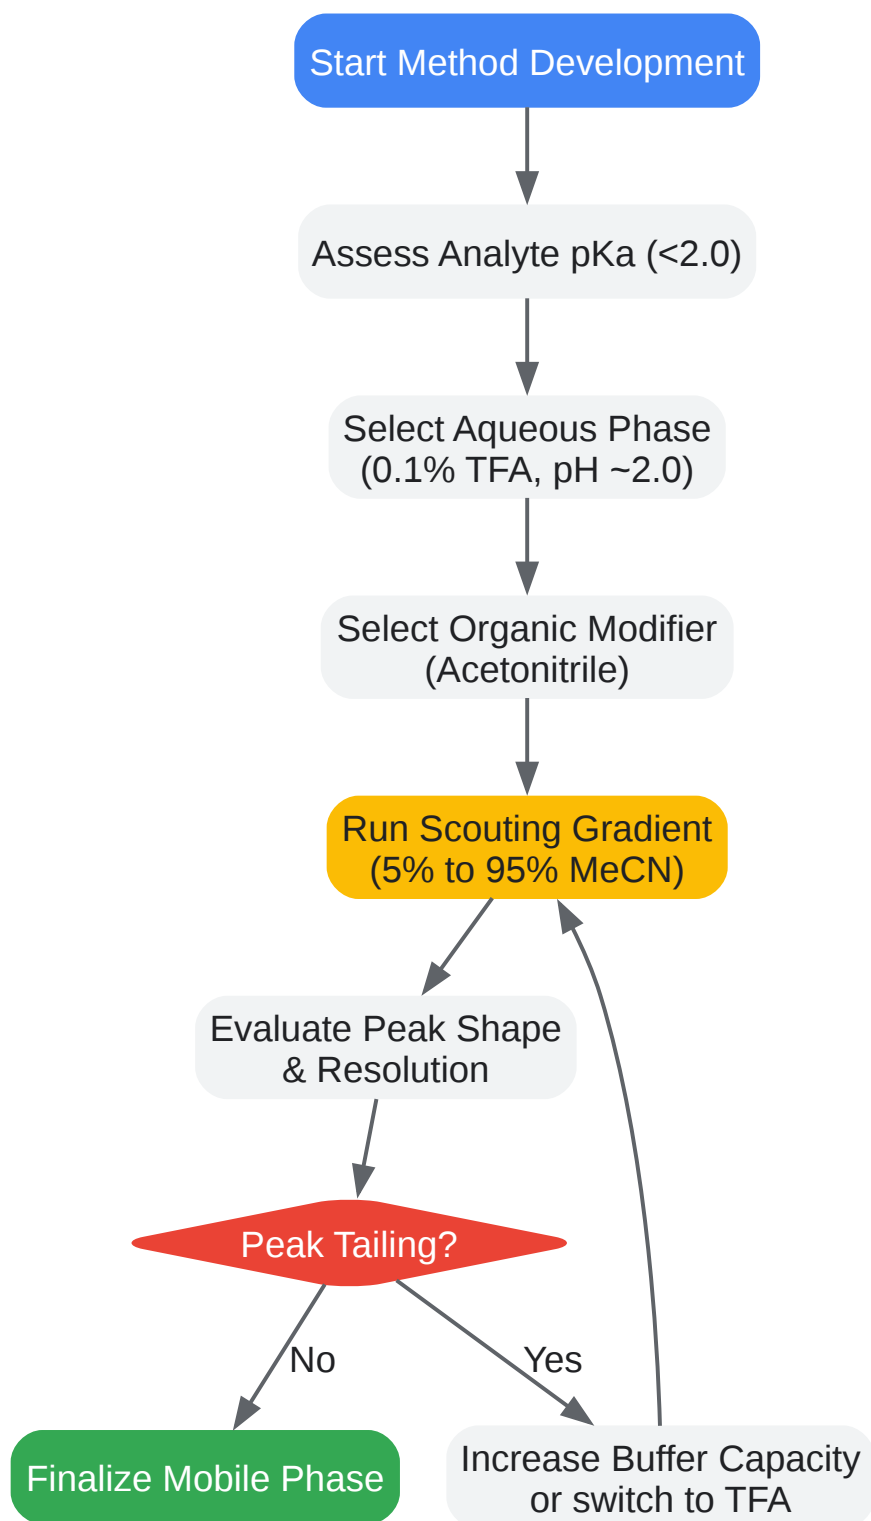 Start Method Development
Assess Analyte pKa (<2.0)
Select Aqueous Phase
(0.1% TFA, pH ~2.0)
Select Organic Modifier
(Acetonitrile)
Run Scouting Gradient
(5% to 95% MeCN)
Evaluate Peak Shape
& Resolution
Peak Tailing?
No
Yes
Finalize Mobile Phase
Increase Buffer Capacity
or switch to TFA